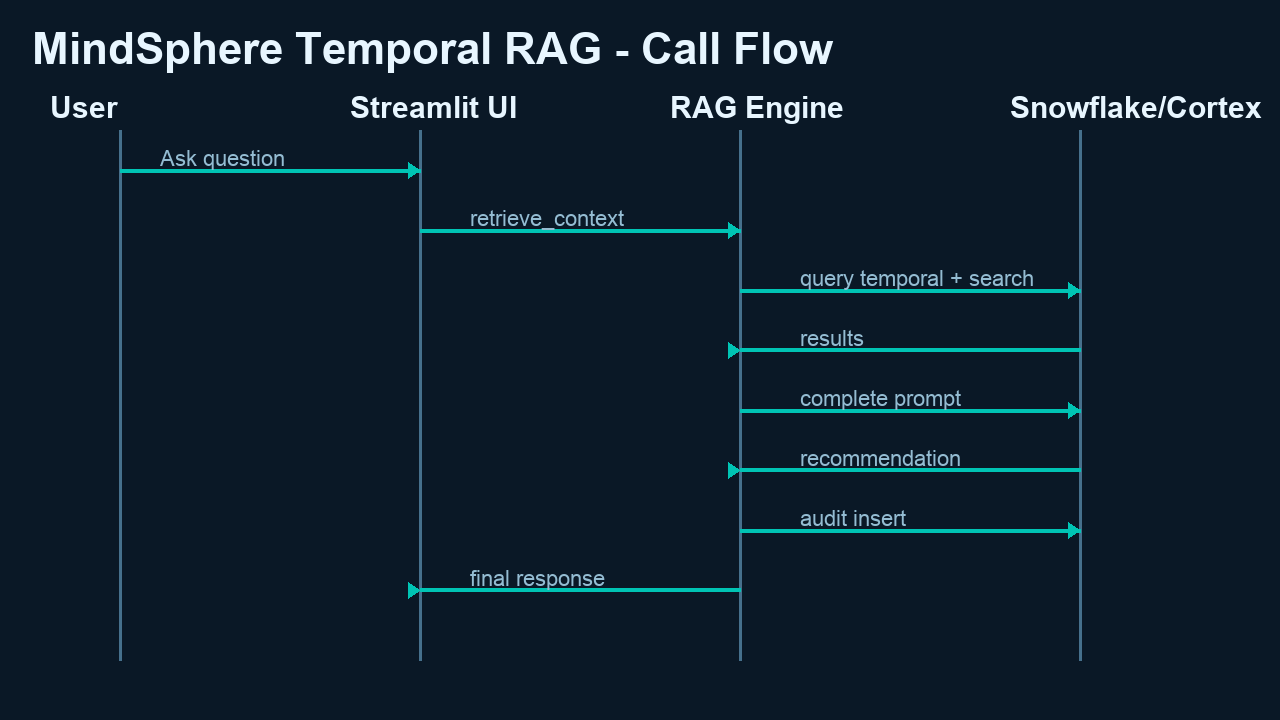 MindSphere Temporal RAG - Call Flow
User Streamlit UI RAG Engine Snowflake/Cortex
Ask question
retrieve_context
query temporal + search
results
complete prompt
recommendation
audit insert
final response